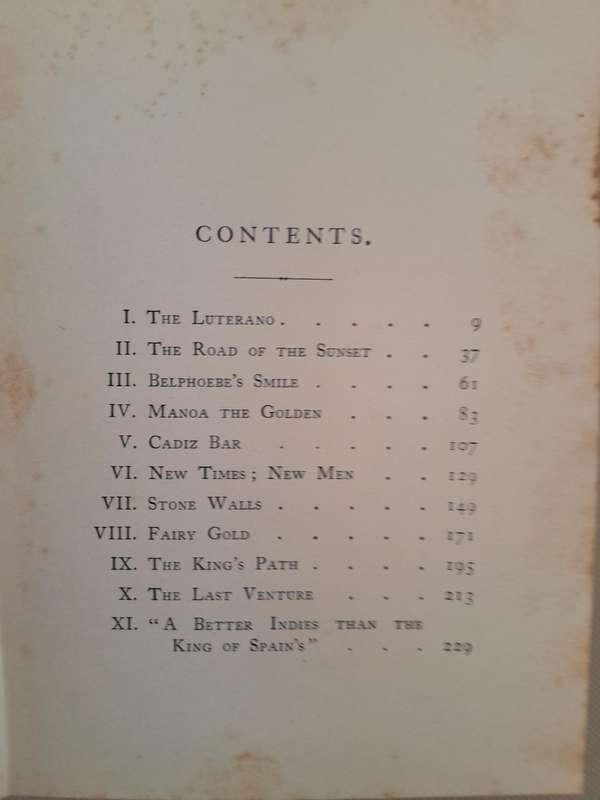 CONTENTS.
I. THE LUTERANO . . . . . 9
II. THE ROAD OF THE SUNSET . . 37
III. BELPHOEBE'S SMILE . . . . 61
IV. MANOA THE GOLDEN . . . 83
V. CADIZ BAR . . . . . 107
VI. NEW TIMES; NEW MEN . . 129
VII. STONE WALLS . . . . . 149
VIII. FAIRY GOLD . . . . . 171
IX. THE KING'S PATH . . . . 195
X. THE LAST VENTURE . . . 213
XI. "A BETTER INDIES THAN THE
KING OF SPAIN'S" . . . 229